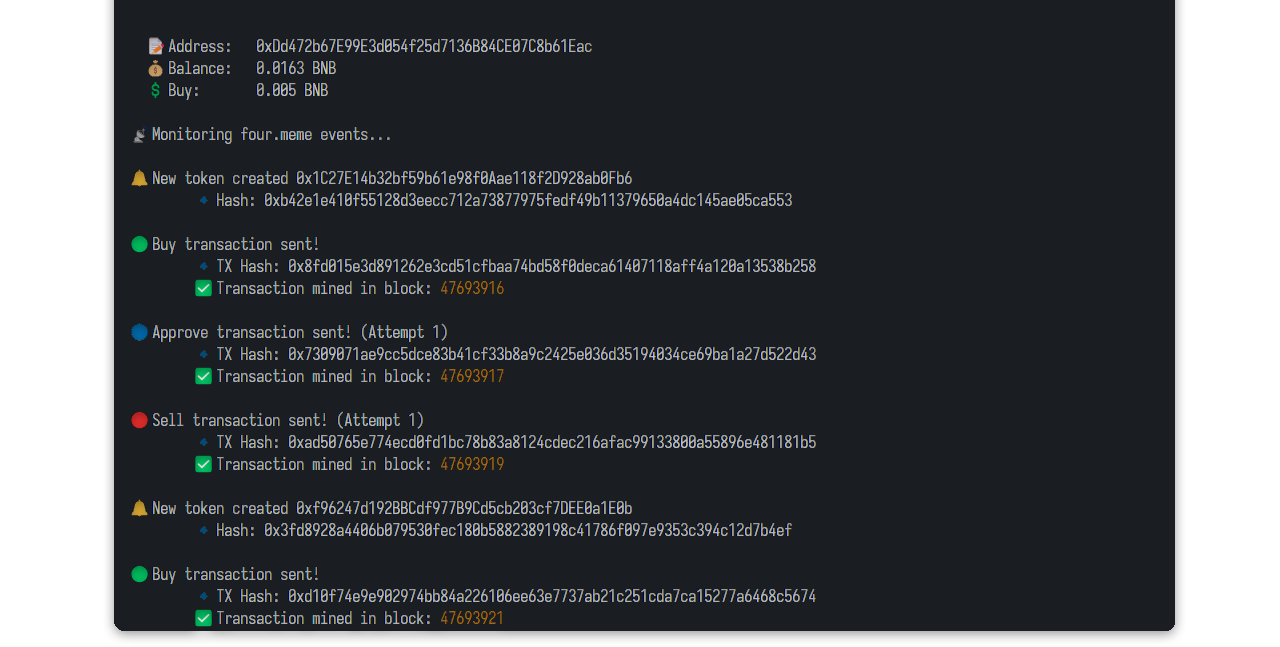 Address: 0xDd472b67E99E3d054f25d7136B84CE07C8b61Eac
Balance: 0.0163 BNB
Buy: 0.005 BNB
Monitoring four.meme events...
New token created 0x1C27E14b32bf59b61e98f0Aae118f2D928ab0Fb6
Hash: 0xb42e1e410f55128d3eecc712a73877975fedf49b11379650a4dc145ae05ca553
Buy transaction sent!
TX Hash: 0x8fd015e3d891262e3cd51cfbaa74bd58f0deca61407118aff4a120a13538b258
Transaction mined in block: 47693916
Approve transaction sent! (Attempt 1)
TX Hash: 0x7309071ae9cc5dce83b41cf33b8a9c2425e036d35194034ce69ba1a27d522d43
Transaction mined in block: 47693917
Sell transaction sent! (Attempt 1)
TX Hash: 0xad50765e774ecd0fd1bc78b83a8124cdec216afac99133800a55896e481181b5
Transaction mined in block: 47693919
New token created 0xf96247d192BBCdf977B9Cd5cb203cf7DEE0a1E0b
Hash: 0x3fd8928a4406b079530fec180b5882389198c41786f097e9353c394c12d7b4ef
Buy transaction sent!
TX Hash: 0xd10f74e9e902974bb84a226106ee63e7737ab21c251cda7ca15277a6468c5674
Transaction mined in block: 47693921